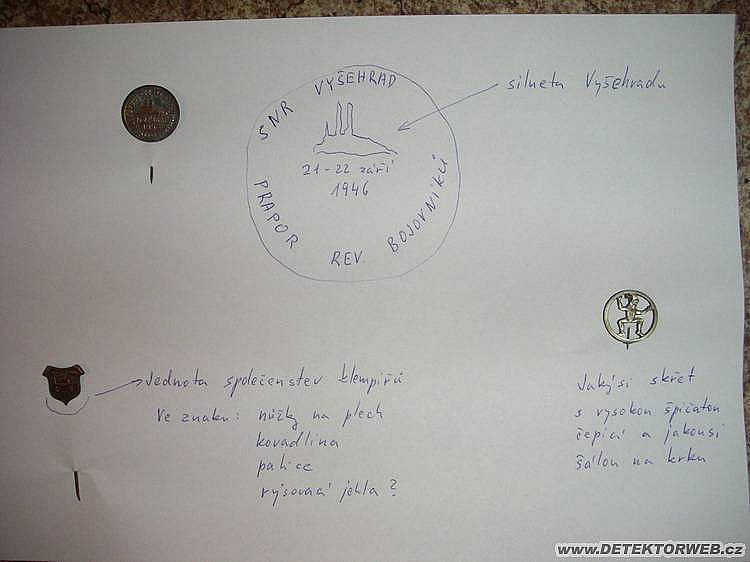 SNR VYŠEHRAD
21-22 září
1946
PRAPOR REV. BOJOVNÍKŮ
silueta Vyšehradu
Jednota společenstev klempířů
Ve znaku: nůžky na plech
kovadlina
palice
rýsovací jehla?
Jakýsi skřet
s vysokou špičatou
čepicí a jakousi
šálou na krku
www.DETEKTORWEB.cz